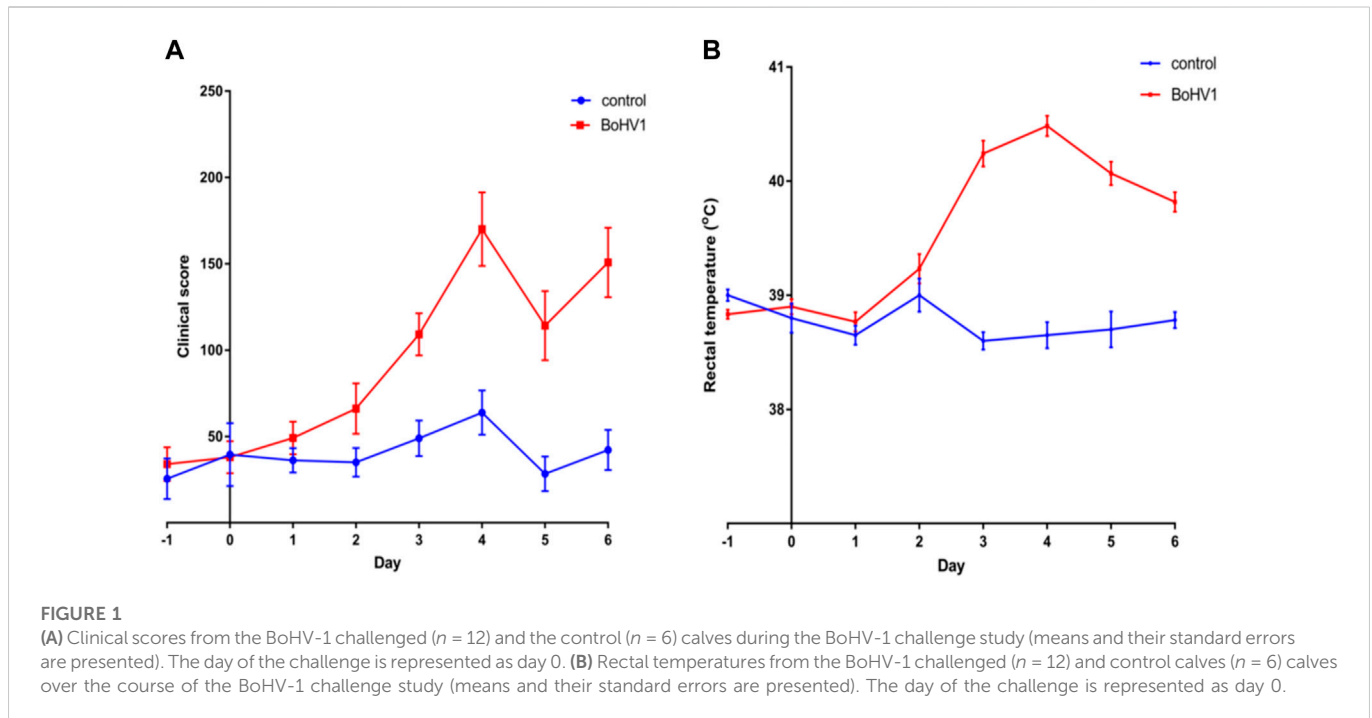 A
250
200
150
100
50
-1 0 1 2 3 4 5 6
Clinical score
Day
control
BoHV1
B
41
40
39
38
-1 0 1 2 3 4 5 6
Rectal temperature (°C)
Day
control
BoHV1
FIGURE 1
(A) Clinical scores from the BoHV-1 challenged (n = 12) and the control (n = 6) calves during the BoHV-1 challenge study (means and their standard errors
are presented). The day of the challenge is represented as day 0. (B) Rectal temperatures from the BoHV-1 challenged (n = 12) and control calves (n = 6) calves
over the course of the BoHV-1 challenge study (means and their standard errors are presented). The day of the challenge is represented as day 0.